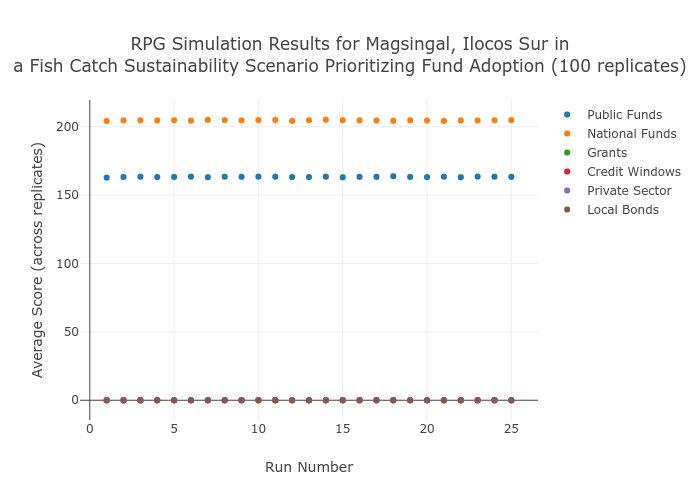 RPG Simulation Results for Magsingal, Ilocos Sur in
a Fish Catch Sustainability Scenario Prioritizing Fund Adoption (100 replicates)
Average Score (across replicates)
200
150
100
50
0
0 5 10 15 20 25
Run Number
Public Funds
National Funds
Grants
Credit Windows
Private Sector
Local Bonds